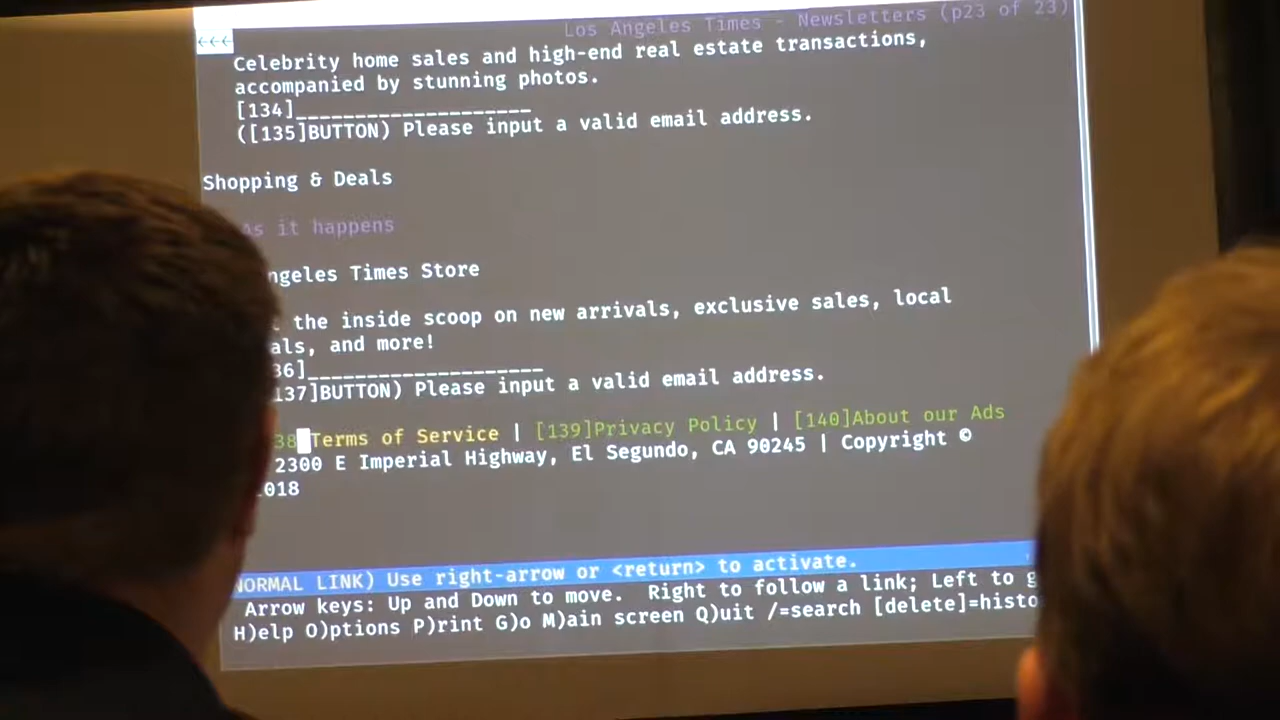 ←←← Los Angeles Times - Newsletters (p23 of 23)
Celebrity home sales and high-end real estate transactions,
accompanied by stunning photos.
[134]____________________
([135]BUTTON) Please input a valid email address.
Shopping & Deals
As it happens
ngeles Times Store
the inside scoop on new arrivals, exclusive sales, local
als, and more!
36]____________________
137]BUTTON) Please input a valid email address.
38 Terms of Service | [139]Privacy Policy | [140]About our Ads
2300 E Imperial Highway, El Segundo, CA 90245 | Copyright ©
018
NORMAL LINK) Use right-arrow or <return> to activate.
Arrow keys: Up and Down to move. Right to follow a link; Left to g
H)elp O)ptions P)rint G)o M)ain screen Q)uit /=search [delete]=histo